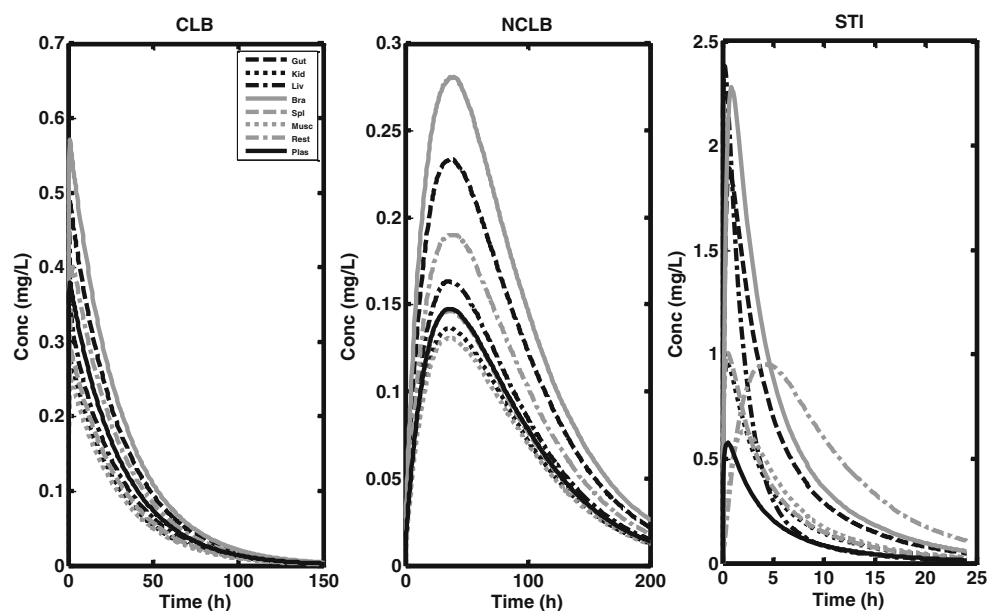 CLB
Conc (mg/L)
0.7
0.6
0.5
0.4
0.3
0.2
0.1
0
0
50
100
150
Time (h)
Gut
Kid
Liv
Bra
Spl
Musc
Rest
Plas
NCLB
Conc (mg/L)
0.3
0.25
0.2
0.15
0.1
0.05
0
0
100
200
Time (h)
STI
Conc (mg/L)
2.5
2
1.5
1
0.5
0
0
5
10
15
20
25
Time (h)